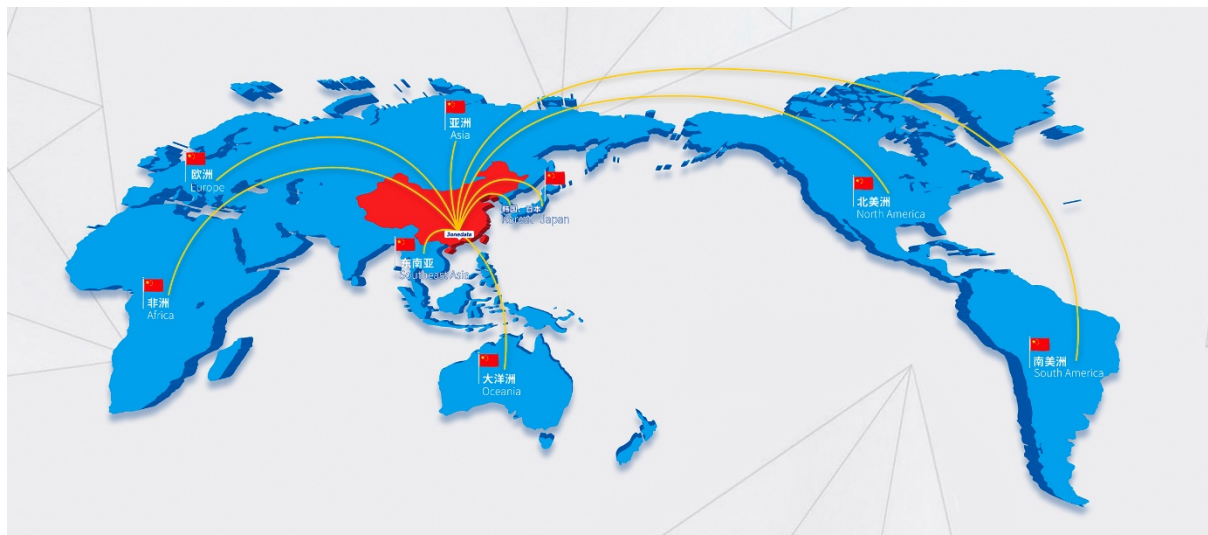 亚洲
Asia
欧洲
Europe
韩国、日本
Korea、Japan
北美洲
North America
3onedata
东南亚
Southeast Asia
非洲
Africa
大洋洲
Oceania
南美洲
South America